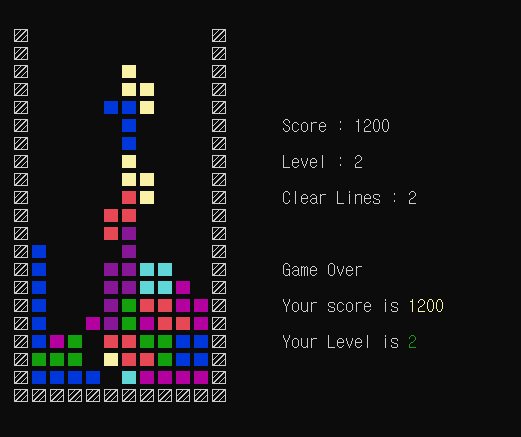 Score : 1200
Level : 2
Clear Lines : 2
Game Over
Your score is 1200
Your Level is 2